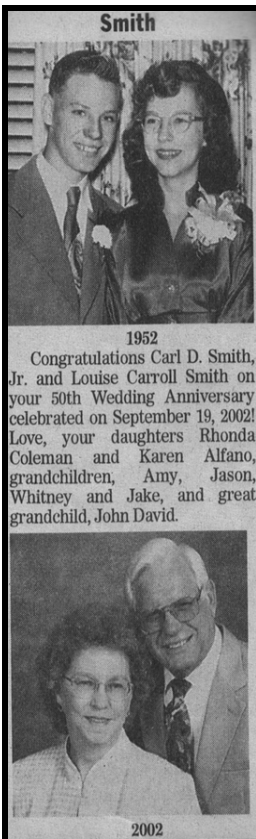 Smith
1952
Congratulations Carl D. Smith,
Jr. and Louise Carroll Smith on
your 50th Wedding Anniversary
celebrated on September 19, 2002!
Love, your daughters Rhonda
Coleman and Karen Alfano,
grandchildren, Amy, Jason,
Whitney and Jake, and great
grandchild, John David.
2002